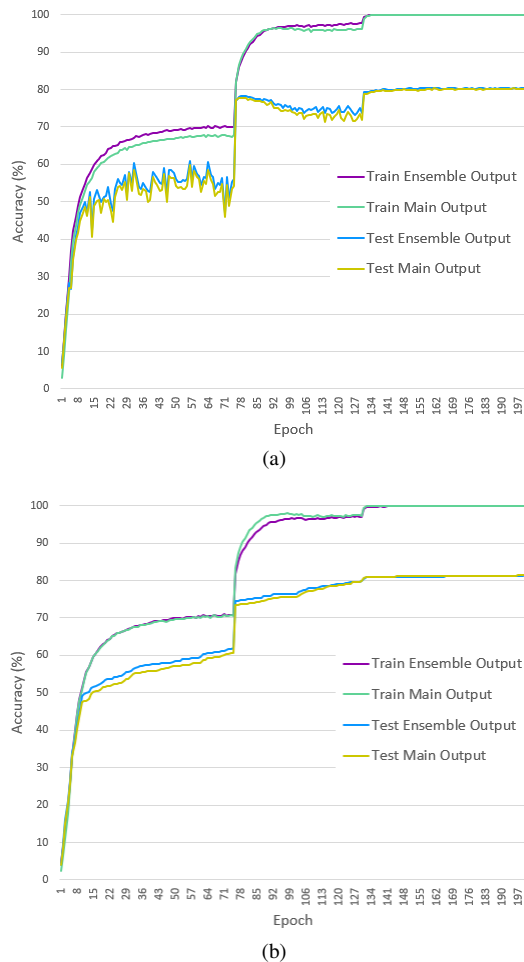 100
90
80
70
60
50
40
30
20
10
0
Accuracy (%)
Train Ensemble Output
Train Main Output
Test Ensemble Output
Test Main Output
1 8 15 22 29 36 43 50 57 64 71 78 85 92 99 106 113 120 127 134 141 148 155 162 169 176 183 190 197
Epoch
(a)
100
90
80
70
60
50
40
30
20
10
0
Accuracy (%)
Train Ensemble Output
Train Main Output
Test Ensemble Output
Test Main Output
1 8 15 22 29 36 43 50 57 64 71 78 85 92 99 106 113 120 127 134 141 148 155 162 169 176 183 190 197
Epoch
(b)